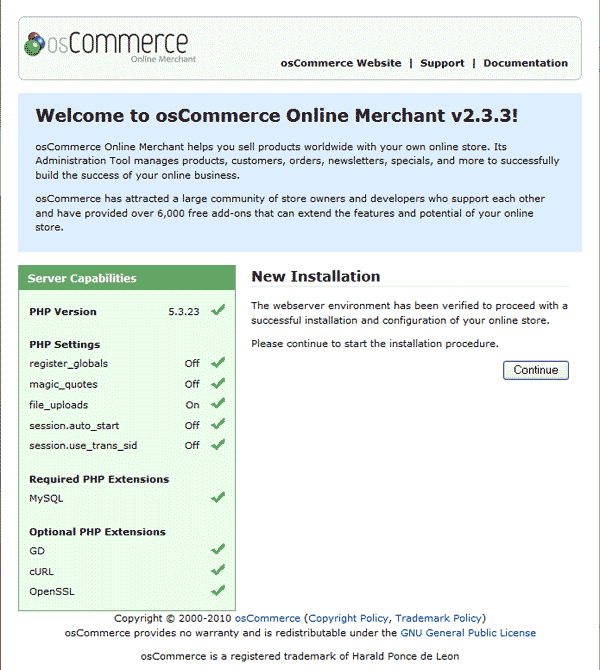 osCommerce
Online Merchant
osCommerce Website | Support | Documentation
Welcome to osCommerce Online Merchant v2.3.3!
osCommerce Online Merchant helps you sell products worldwide with your own online store. Its
Administration Tool manages products, customers, orders, newsletters, specials, and more to successfully
build the success of your online business.
osCommerce has attracted a large community of store owners and developers who support each other
and have provided over 6,000 free add-ons that can extend the features and potential of your online
store.
Server Capabilities
PHP Version 5.3.23
PHP Settings
register_globals Off
magic_quotes Off
file_uploads On
session.auto_start Off
session.use_trans_sid Off
Required PHP Extensions
MySQL
Optional PHP Extensions
GD
cURL
OpenSSL
New Installation
The webserver environment has been verified to proceed with a
successful installation and configuration of your online store.
Please continue to start the installation procedure.
Continue
Copyright © 2000-2010 osCommerce (Copyright Policy, Trademark Policy)
osCommerce provides no warranty and is redistributable under the GNU General Public License
osCommerce is a registered trademark of Harald Ponce de Leon